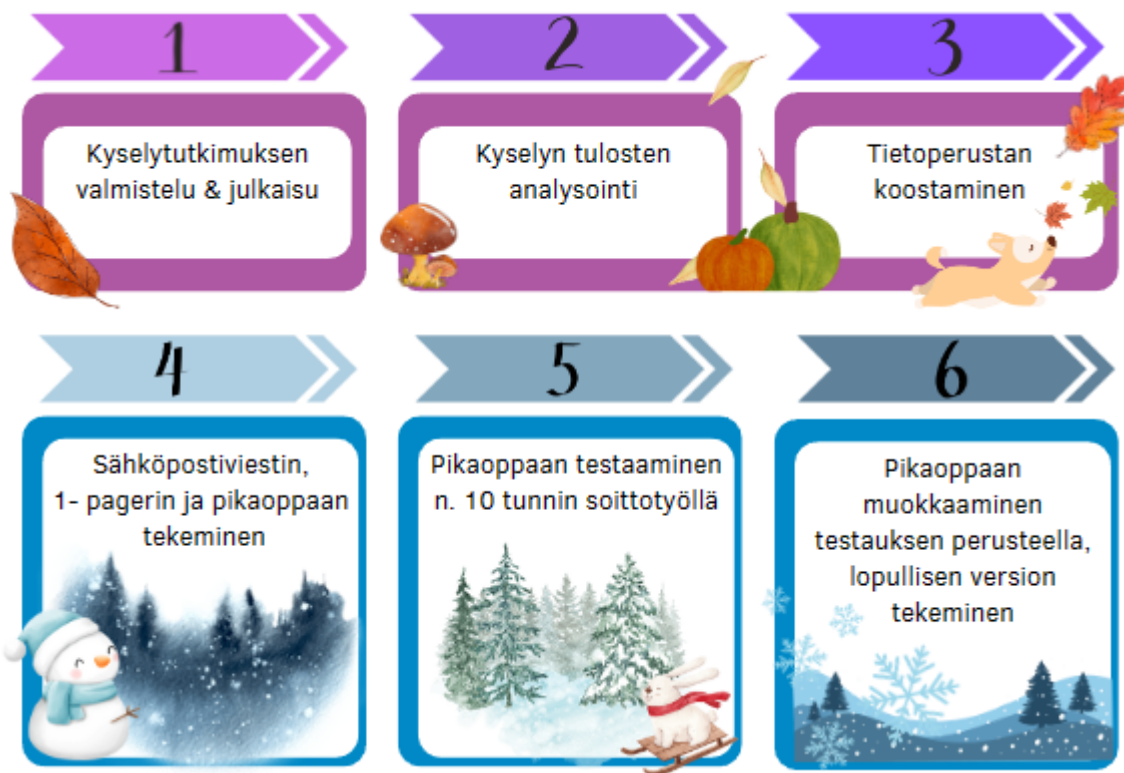 1
Kyselytutkimuksen
valmistelu & julkaisu
2
Kyselyn tulosten
analysointi
3
Tietoperustan
koostaminen
4
Sähköpostiviestin,
1- pagerin ja pikaoppaan
tekeminen
5
Pikaoppaan testaaminen
n. 10 tunnin soittotyöllä
6
Pikaoppaan
muokkaaminen
testauksen perusteella,
lopullisen version
tekeminen